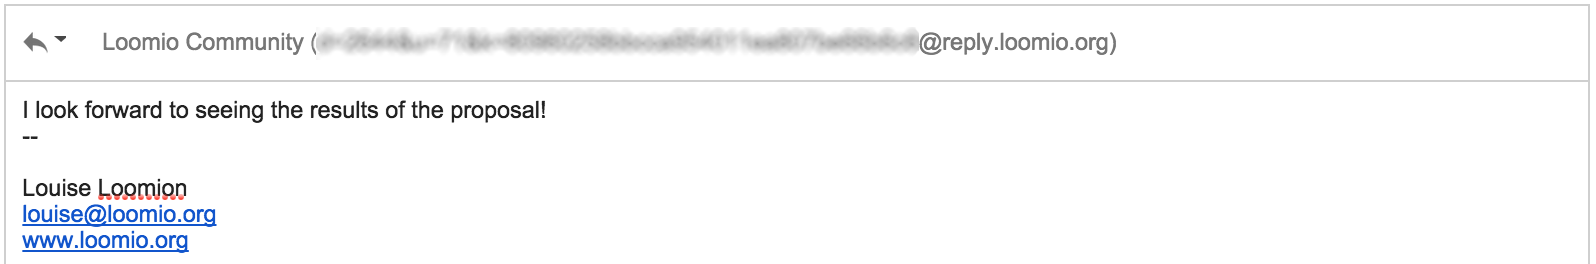 Loomio Community (@reply.loomio.org)
I look forward to seeing the results of the proposal!
--
Louise Loomion
louise@loomio.org
www.loomio.org